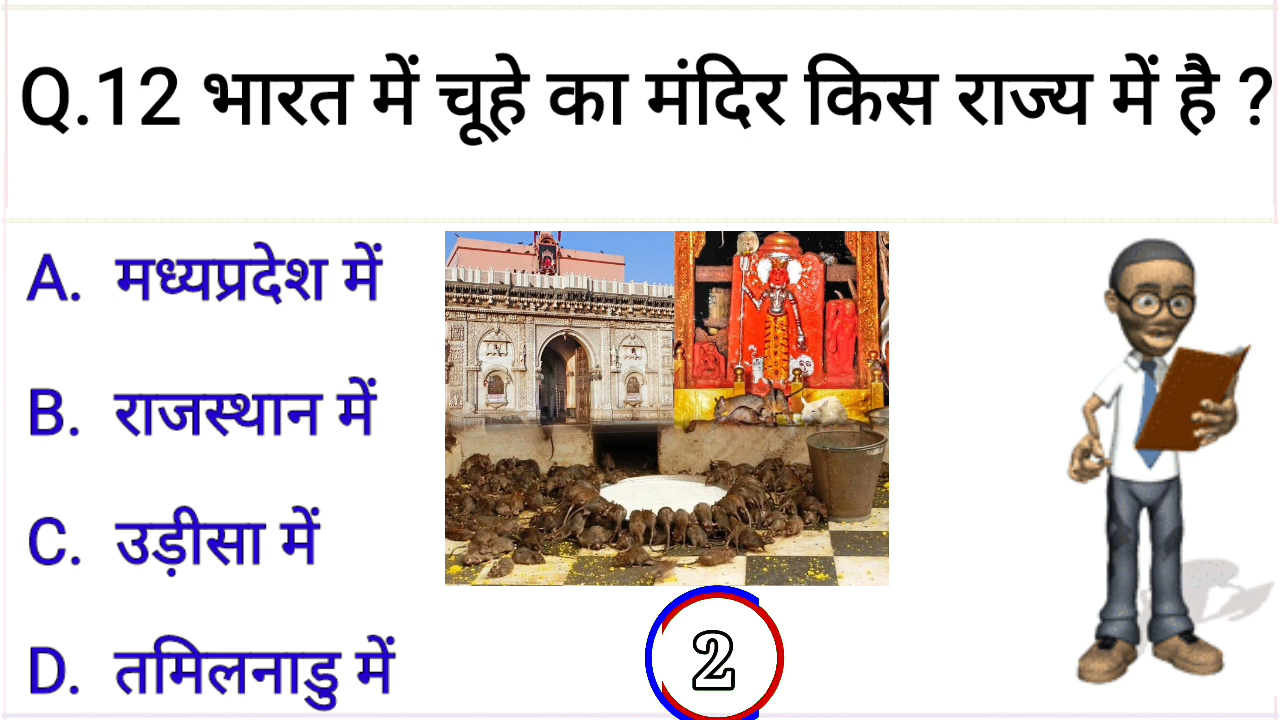 Q.12 भारत में चूहे का मंदिर किस राज्य में है ?
A. मध्यप्रदेश में
B. राजस्थान में
C. उड़ीसा में
D. तमिलनाडु में
2